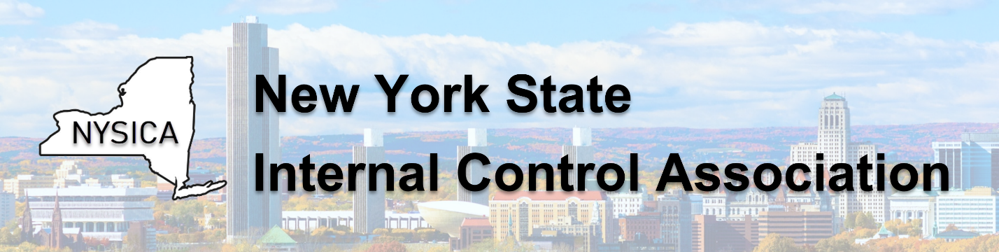 NYSICA
New York State
Internal Control Association